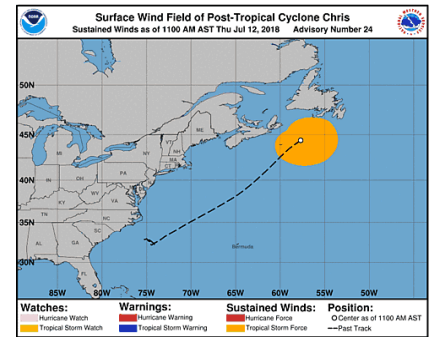 Surface Wind Field of Post-Tropical Cyclone Chris
Sustained Winds as of 1100 AM AST Thu Jul 12, 2018 Advisory Number 24
50N
45N
40N
35N
30N
ME
VT
NH
MA
CT
NY
MI
PA
OH
IN
WV
VA
KY
NC
TN
SC
GA
AL
FL
Bermuda
85W 80W 75W 70W 65W 60W 55W 50W
Watches: Warnings: Sustained Winds: Position:
Hurricane Watch Hurricane Warning Hurricane Force Center as of 1100 AM AST
Tropical Storm Watch Tropical Storm Warning Tropical Storm Force Past Track